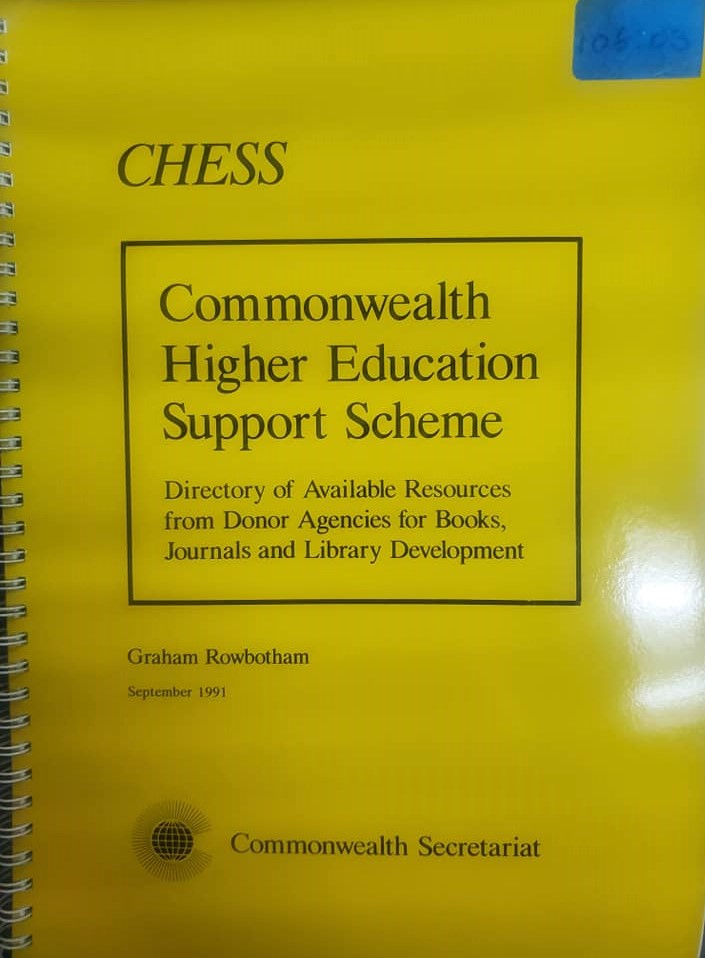 106:03
CHESS
Commonwealth
Higher Education
Support Scheme
Directory of Available Resources
from Donor Agencies for Books,
Journals and Library Development
Graham Rowbotham
September 1991
Commonwealth Secretariat